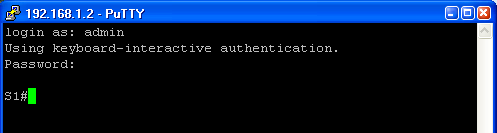 192.168.1.2 - PuTTY
login as: admin
Using keyboard-interactive authentication.
Password:
S1#